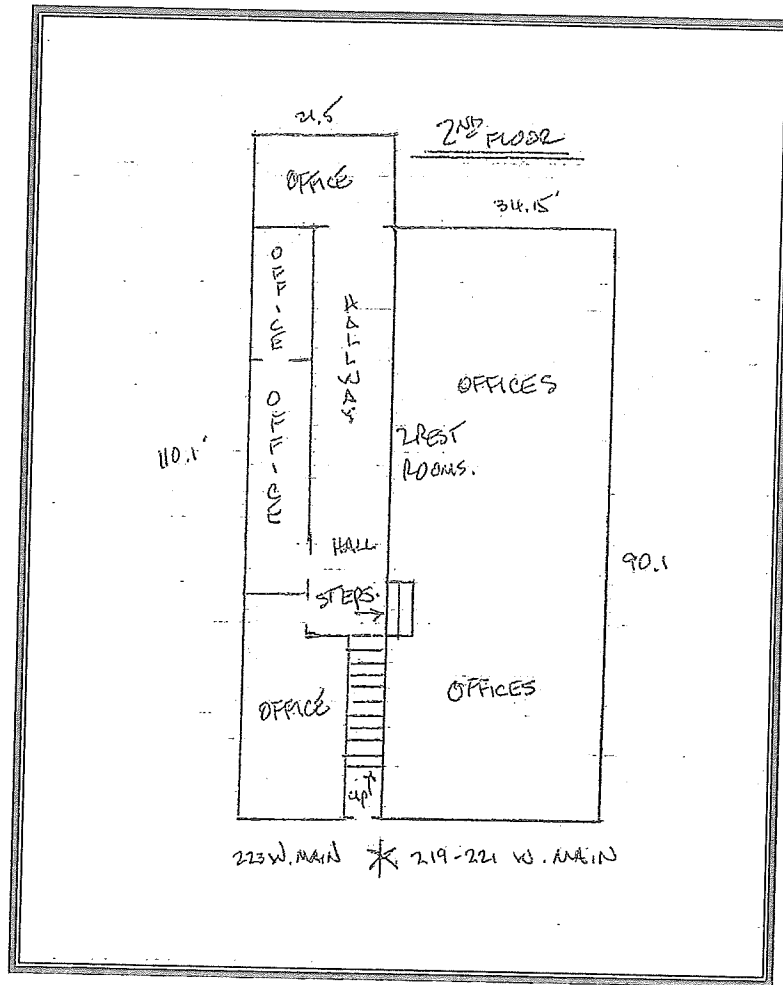 21.5
2ND FLOOR
OFFICE
34.15'
OFFICE
HALLWAY
OFFICES
OFFICE
110.1'
2 REST
ROOMS.
HALL
90.1
STEPS.
OFFICE
OFFICES
up
223 W. MAIN * 219-221 W. MAIN